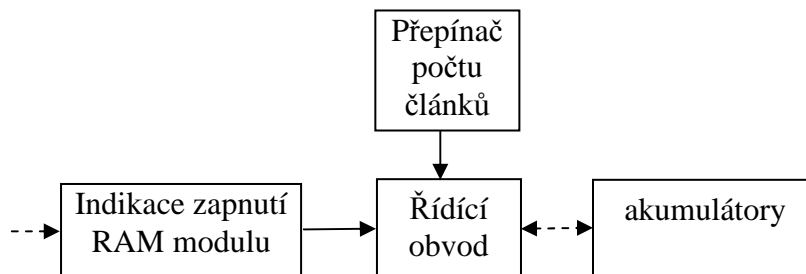 Přepínač
počtu
článků
Indikace zapnutí
RAM modulu
Řídící
obvod
akumulátory